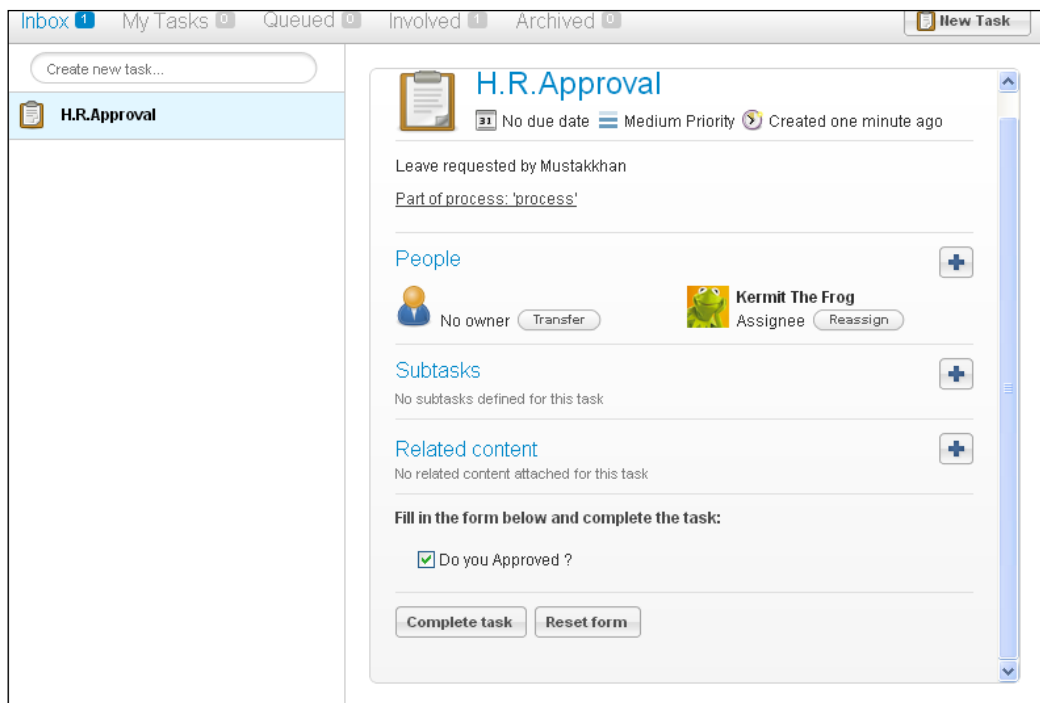 Inbox 1 My Tasks 0 Queued 0 Involved 1 Archived 0 New Task
Create new task...
H.R.Approval
H.R.Approval
31 No due date Medium Priority Created one minute ago
Leave requested by Mustakkhan
Part of process: 'process'
People
No owner Transfer
Kermit The Frog
Assignee Reassign
Subtasks
No subtasks defined for this task
Related content
No related content attached for this task
Fill in the form below and complete the task:
Do you Approved ?
Complete task Reset form